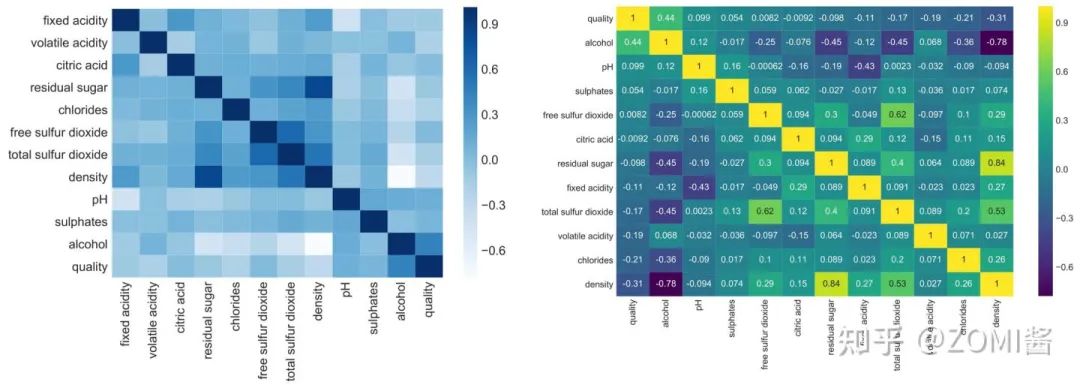 fixed acidity
volatile acidity
citric acid
residual sugar
chlorides
free sulfur dioxide
total sulfur dioxide
density
pH
sulphates
alcohol
quality
fixed acidity
volatile acidity
citric acid
residual sugar
chlorides
free sulfur dioxide
total sulfur dioxide
density
pH
sulphates
alcohol
quality
0.9
0.6
0.3
0.0
−0.3
−0.6
quality 1 0.44 0.099 0.054 0.0082 -0.0092 -0.098 -0.11 -0.17 -0.19 -0.21 -0.31
alcohol 0.44 1 0.12 -0.017 -0.25 -0.076 -0.45 -0.12 -0.45 0.068 -0.36 -0.78
pH 0.099 0.12 1 0.16 -0.00062 -0.16 -0.19 -0.43 0.0023 -0.032 -0.09 -0.094
sulphates 0.054 -0.017 0.16 1 0.059 0.062 -0.027 -0.017 0.13 -0.036 0.017 0.074
free sulfur dioxide 0.0082 -0.25 -0.00062 0.059 1 0.094 0.3 -0.049 0.62 -0.097 0.1 0.29
citric acid -0.0092 -0.076 -0.16 0.062 0.094 1 0.094 0.29 0.12 -0.15 0.11 0.15
residual sugar -0.098 -0.45 -0.19 -0.027 0.3 0.094 1 0.089 0.4 0.064 0.089 0.84
fixed acidity -0.11 -0.12 -0.43 -0.017 -0.049 0.29 0.089 1 0.091 -0.023 0.023 0.27
total sulfur dioxide -0.17 -0.45 0.0023 0.13 0.62 0.12 0.4 0.091 1 0.089 0.2 0.53
volatile acidity -0.19 0.068 -0.032 -0.036 -0.097 -0.15 0.064 -0.023 0.089 1 0.071 0.027
chlorides -0.21 -0.36 -0.09 0.017 0.1 0.11 0.089 0.023 0.2 0.071 1 0.26
density -0.31 -0.78 -0.094 0.074 0.29 0.15 0.84 0.27 0.53 0.027 0.26 1
quality
alcohol
pH
sulphates
free sulfur dioxide
citric acid
residual sugar
acidity
total sulfur dioxide
acidity
chlorides
density
0.9
0.6
0.3
0.0
−0.3
−0.6
知乎 @ZOMI酱